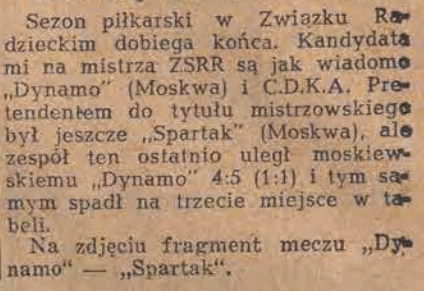 Sezon piłkarski w Związku Ra-
dzieckim dobiega końca. Kandydata
mi na mistrza ZSRR są jak wiadomo
„Dynamo" (Moskwa) i C.D.K.A. Pre-
tendentem do tytułu mistrzowskiego
był jeszcze „Spartak" (Moskwa), ale
zespół ten ostatnio uległ moskiew-
skiemu „Dynamo" 4:5 (1:1) i tym sa-
mym spadł na trzecie miejsce w ta-
beli.
Na zdjęciu fragment meczu „Dy-
namo" — „Spartak".